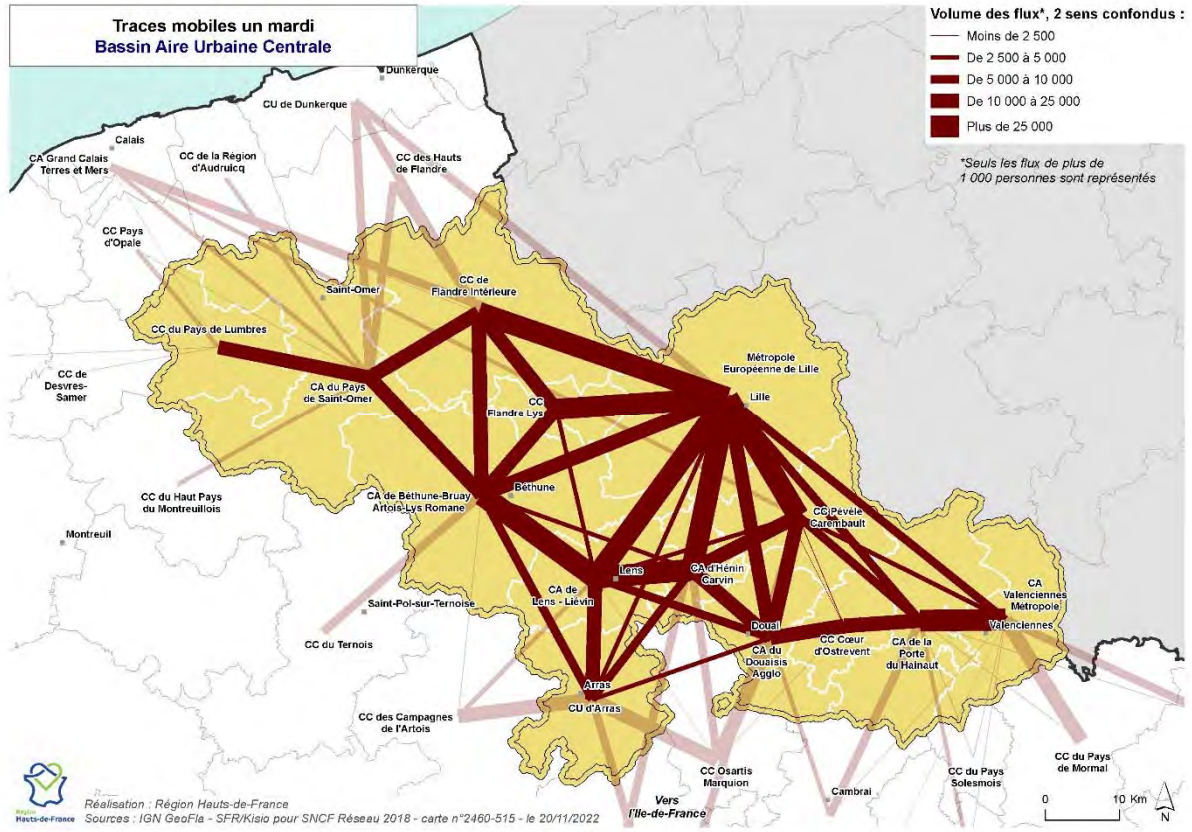 Traces mobiles un mardi
Bassin Aire Urbaine Centrale
Volume des flux*, 2 sens confondus :
Moins de 2 500
De 2 500 à 5 000
De 5 000 à 10 000
De 10 000 à 25 000
Plus de 25 000
*Seuls les flux de plus de
1 000 personnes sont représentés
Dunkerque
CU de Dunkerque
Calais
CA Grand Calais
Terres et Mers
CC de la Région
d'Audruicq
CC des Hauts
de Flandre
CC Pays
d'Opale
Saint-Omer
CC de
Flandre Intérieure
CC du Pays de Lumbres
Métropole
Européenne de Lille
CC de
Desvres-
Samer
CA du Pays
de Saint-Omer
CC
Flandre Lys
Lille
CC du Haut Pays
du Montreuillois
CA de Béthune-Bruay
Artois-Lys Romane
Béthune
CC Pévèle
Carembault
Montreuil
Lens
CA d'Hénin
Carvin
CA de
Lens - Liévin
CA
Valenciennes
Métropole
Saint-Pol-sur-Ternoise
Valenciennes
Douai
CC du Ternois
CA du
Douaisis
Agglo
CC Cœur
d'Ostrevent
CA de la
Porte
du Hainaut
Arras
CU d'Arras
CC des Campagnes
de l'Artois
CC Osartis
Marquion
CC du Pays
Solesmois
CC du Pays
de Mormal
Cambrai
Vers
l'Ile-de-France
0 10 Km
N
Région
Hauts-de-France
Réalisation : Région Hauts-de-France
Sources : IGN GeoFla - SFR/Kisio pour SNCF Réseau 2018 - carte n°2460-515 - le 20/11/2022